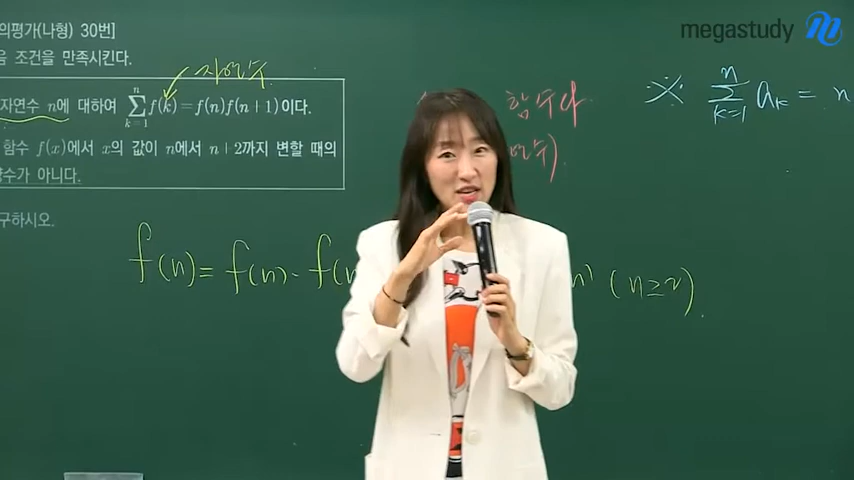 의평가(나형) 30번]
음 조건을 만족시킨다.
자연수
자연수 n에 대하여 \sum_{k=1}^{n} f(k)=f(n)f(n+1)이다.
함수 f(x)에서 x의 값이 n에서 n+2까지 변할 때의
수가 아니다.
구하시오.
함수다
f(n) = f(n)·f(n
(n≥2).
※ \sum_{k=1}^{n} a_k = n
megastudy